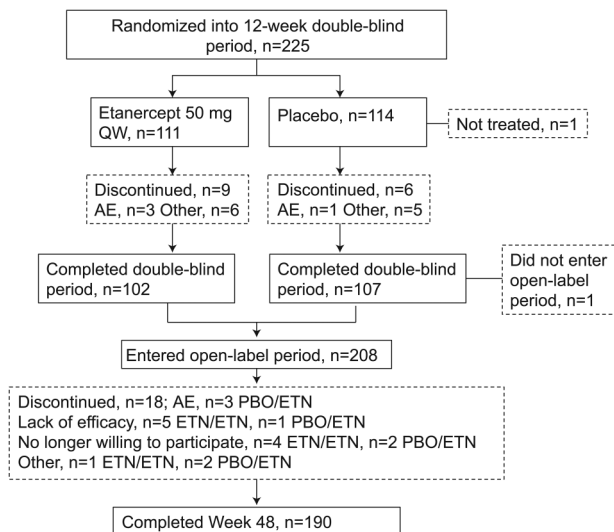 Randomized into 12-week double-blind
period, n=225
Etanercept 50 mg
QW, n=111
Placebo, n=114
Not treated, n=1
Discontinued, n=9
AE, n=3 Other, n=6
Discontinued, n=6
AE, n=1 Other, n=5
Completed double-blind
period, n=102
Completed double-blind
period, n=107
Did not enter
open-label
period, n=1
Entered open-label period, n=208
Discontinued, n=18; AE, n=3 PBO/ETN
Lack of efficacy, n=5 ETN/ETN, n=1 PBO/ETN
No longer willing to participate, n=4 ETN/ETN, n=2 PBO/ETN
Other, n=1 ETN/ETN, n=2 PBO/ETN
Completed Week 48, n=190